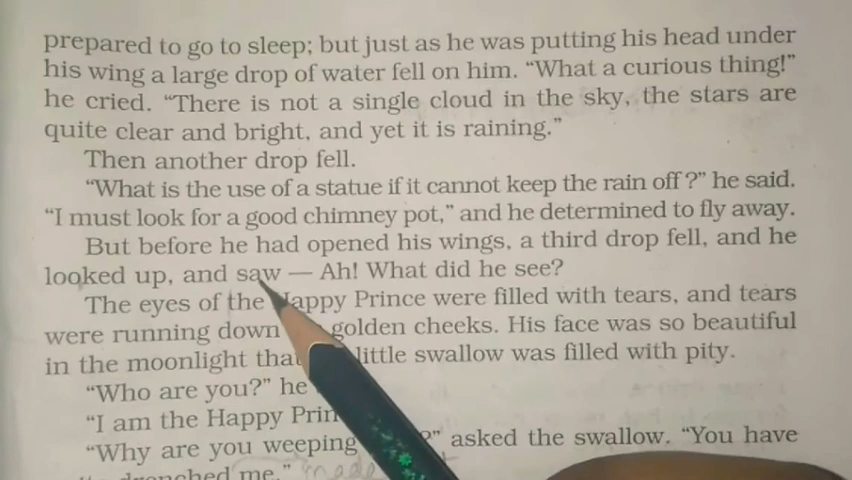 prepared to go to sleep; but just as he was putting his head under
his wing a large drop of water fell on him. “What a curious thing!”
he cried. “There is not a single cloud in the sky, the stars are
quite clear and bright, and yet it is raining.”
Then another drop fell.
“What is the use of a statue if it cannot keep the rain off?” he said.
“I must look for a good chimney pot,” and he determined to fly away.
But before he had opened his wings, a third drop fell, and he
looked up, and saw — Ah! What did he see?
The eyes of the Happy Prince were filled with tears, and tears
were running down golden cheeks. His face was so beautiful
in the moonlight that little swallow was filled with pity.
“Who are you?” he
“I am the Happy Prin
“Why are you weeping ?” asked the swallow. “You have
drenched me.” made